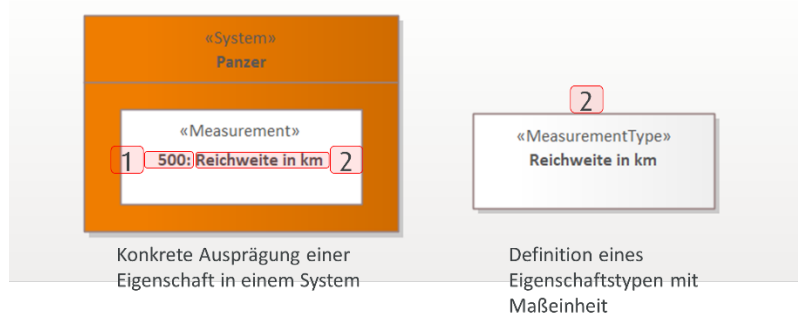 «System»
Panzer
«Measurement»
1 500: Reichweite in km 2
Konkrete Ausprägung einer
Eigenschaft in einem System
2
«MeasurementType»
Reichweite in km
Definition eines
Eigenschaftstypen mit
Maßeinheit